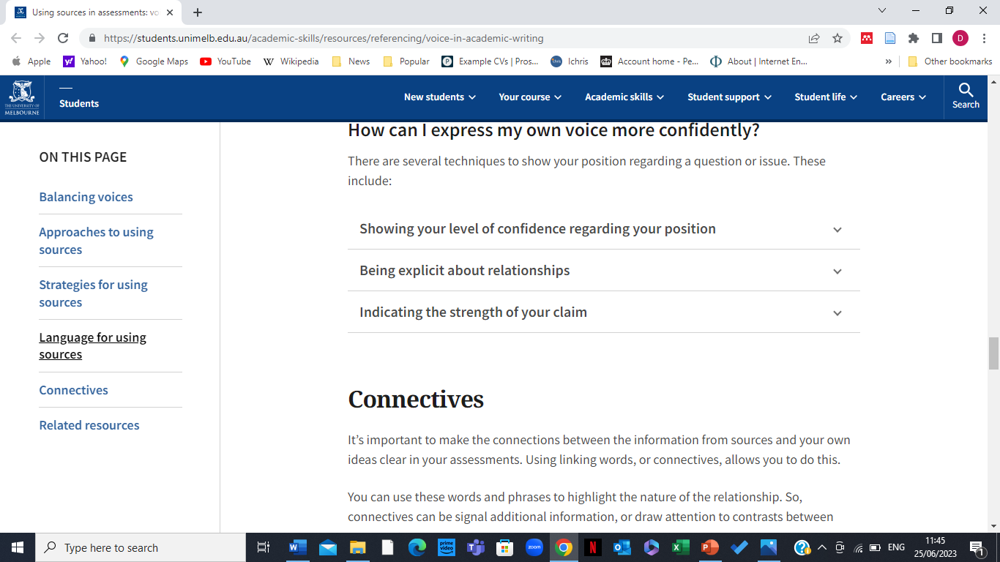 Using sources in assessments: vo
https://students.unimelb.edu.au/academic-skills/resources/referencing/voice-in-academic-writing
D
Apple
Yahoo!
Google Maps
YouTube
W Wikipedia
News
Popular
Example CVs | Pros...
Ichris
Account home - Pe...
About | Internet En...
»
Other bookmarks
THE UNIVERSITY OF
MELBOURNE
Students
New students
Your course
Academic skills
Student support
Student life
Careers
Search
ON THIS PAGE
Balancing voices
Approaches to using
sources
Strategies for using
sources
Language for using
sources
Connectives
Related resources
How can I express my own voice more confidently?
There are several techniques to show your position regarding a question or issue. These
include:
Showing your level of confidence regarding your position
Being explicit about relationships
Indicating the strength of your claim
Connectives
It’s important to make the connections between the information from sources and your own
ideas clear in your assessments. Using linking words, or connectives, allows you to do this.
You can use these words and phrases to highlight the nature of the relationship. So,
connectives can be signal additional information, or draw attention to contrasts between
Type here to search
prime video
zoom
ENG
11:45
25/06/2023
1